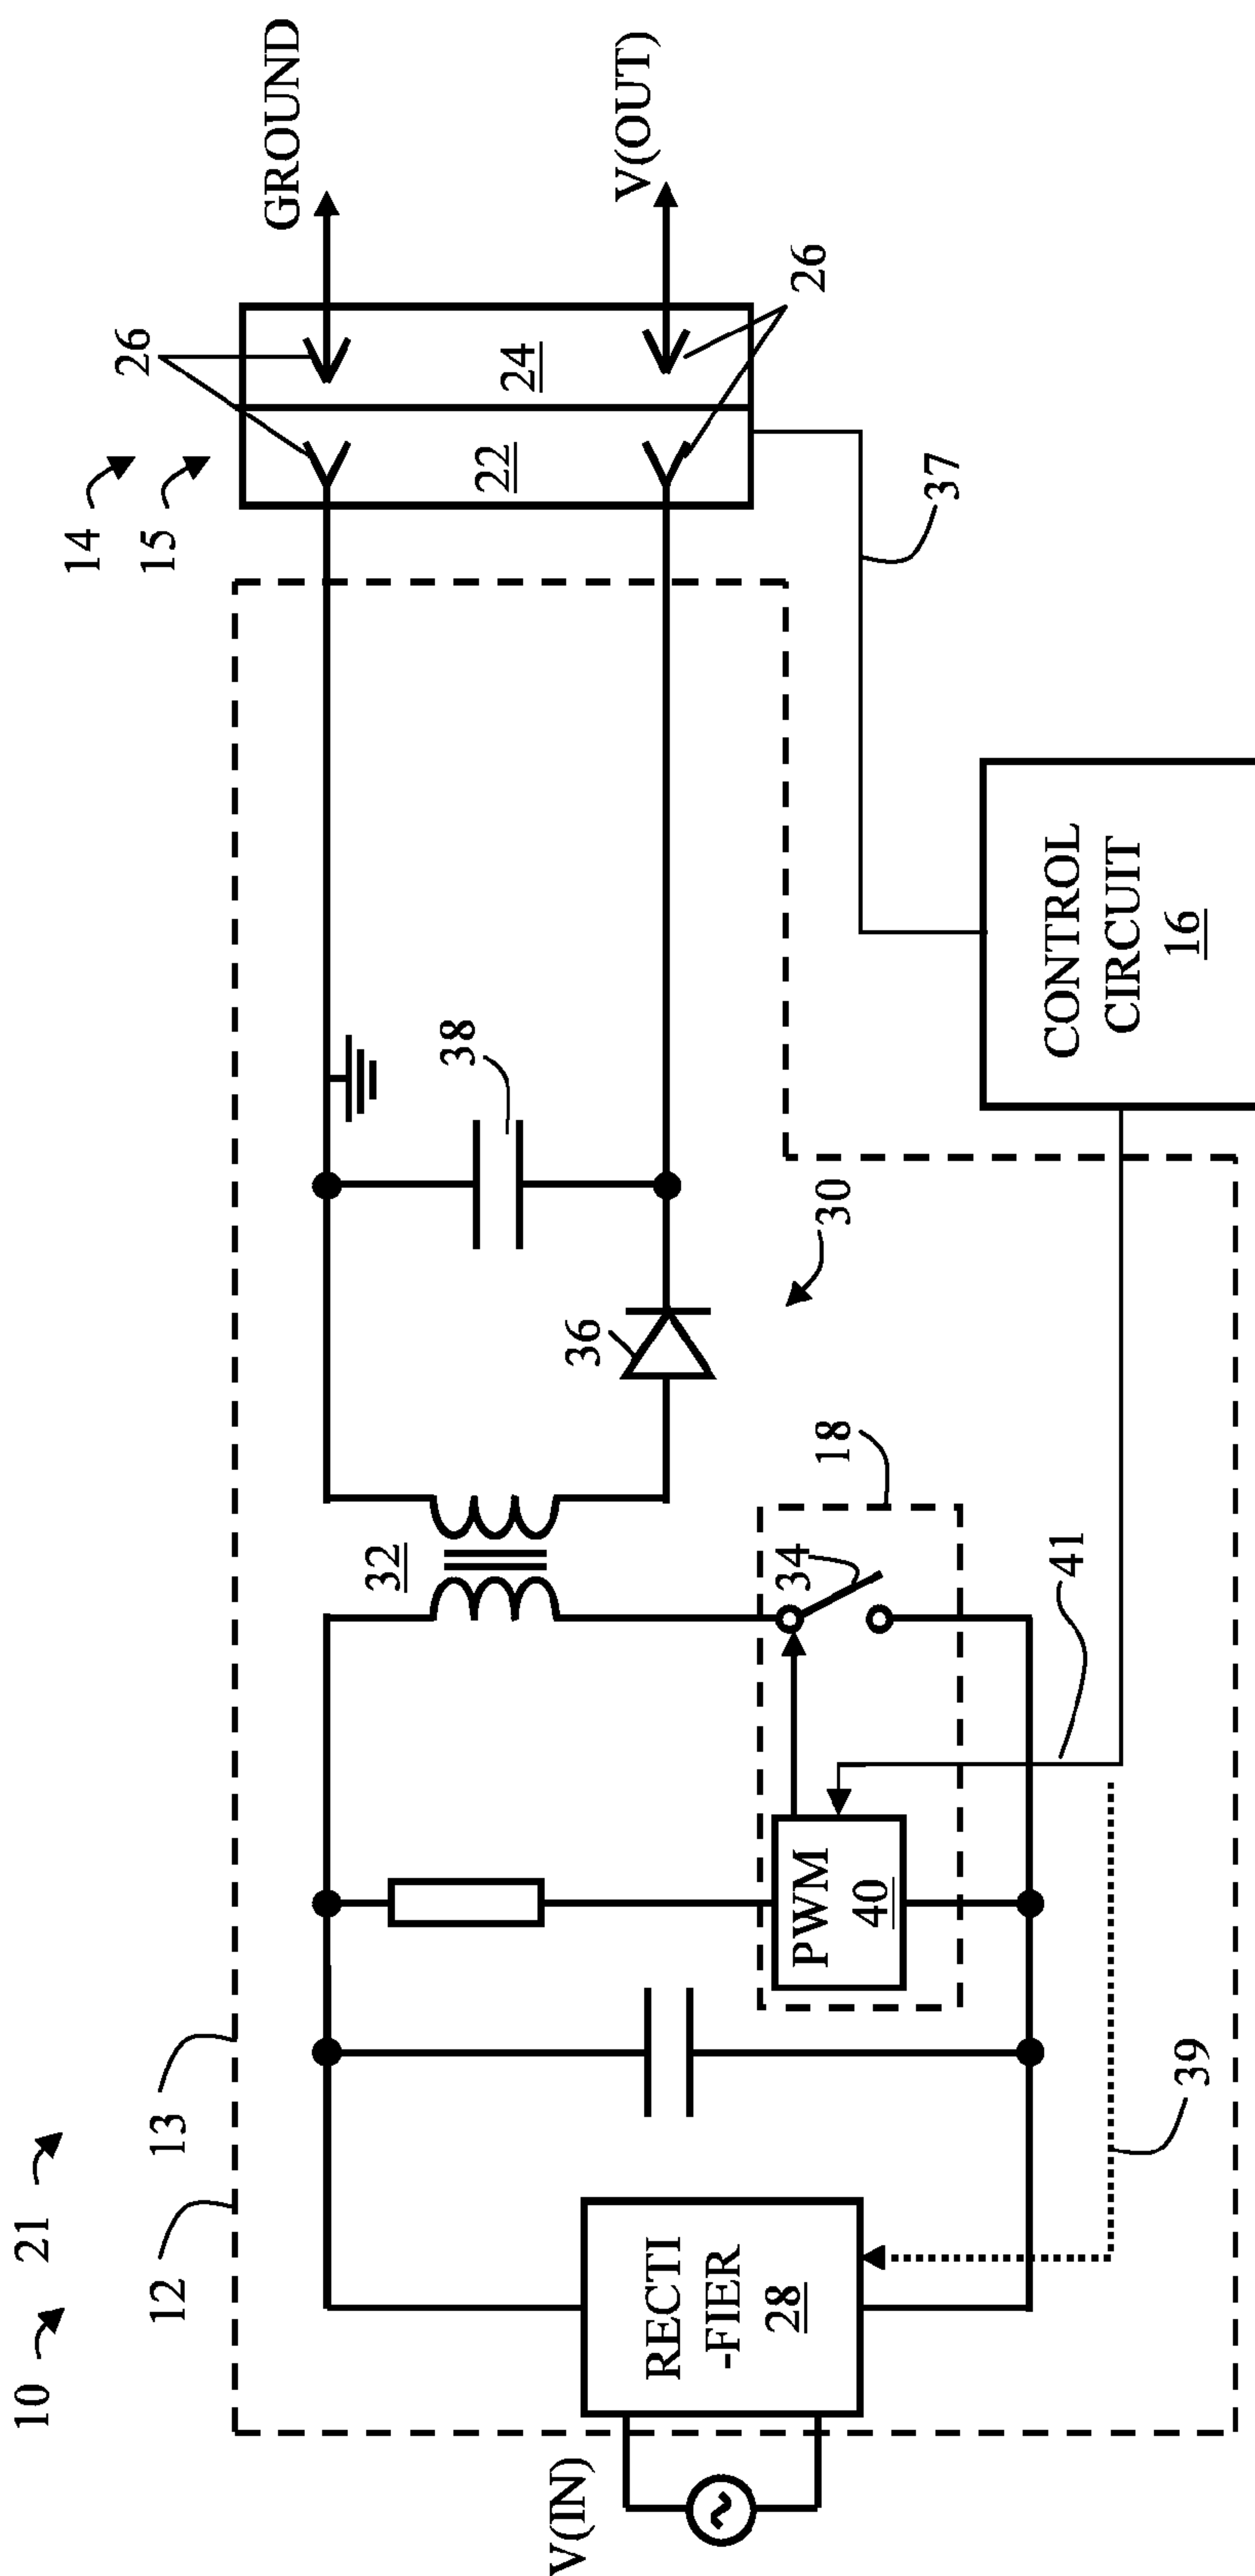 10
21
12
13
14
15
GROUND
V(OUT)
26
26
22
24
32
38
36
30
18
34
37
41
39
V(IN)
RECTI
-FIER
28
PWM
40
CONTROL
CIRCUIT
16